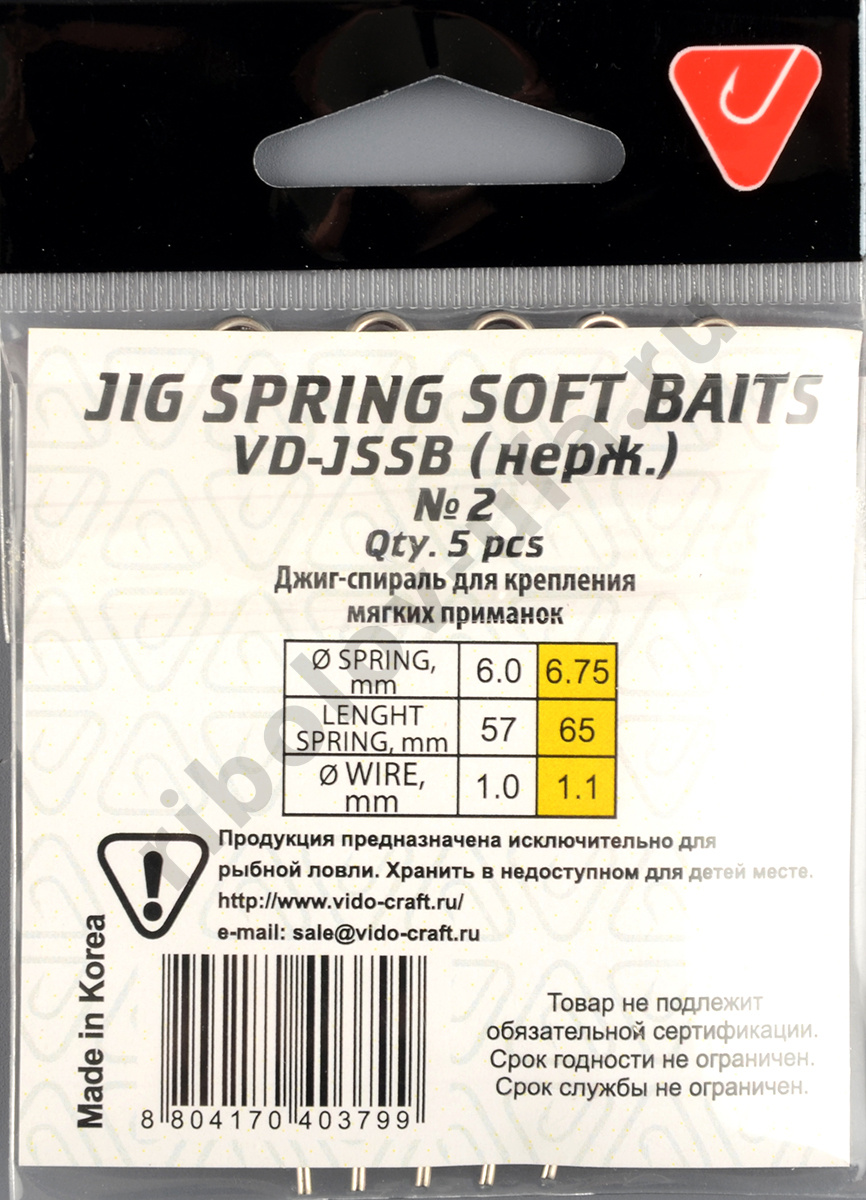 JIG SPRING SOFT BAITS
VD-JSSB (нерж.)
№ 2
Qty. 5 pcs
Джиг-спираль для крепления
мягких приманок
Ø SPRING, mm 6.0 6.75
LENGHT SPRING, mm 57 65
Ø WIRE, mm 1.0 1.1
Продукция предназначена исключительно для
рыбной ловли. Хранить в недоступном для детей месте.
http://www.vido-craft.ru/
e-mail: sale@vido-craft.ru
Made in Korea
8 804170 403799
Товар не подлежит
обязательной сертификации.
Срок годности не ограничен.
Срок службы не ограничен.
ribolov-ufa.ru